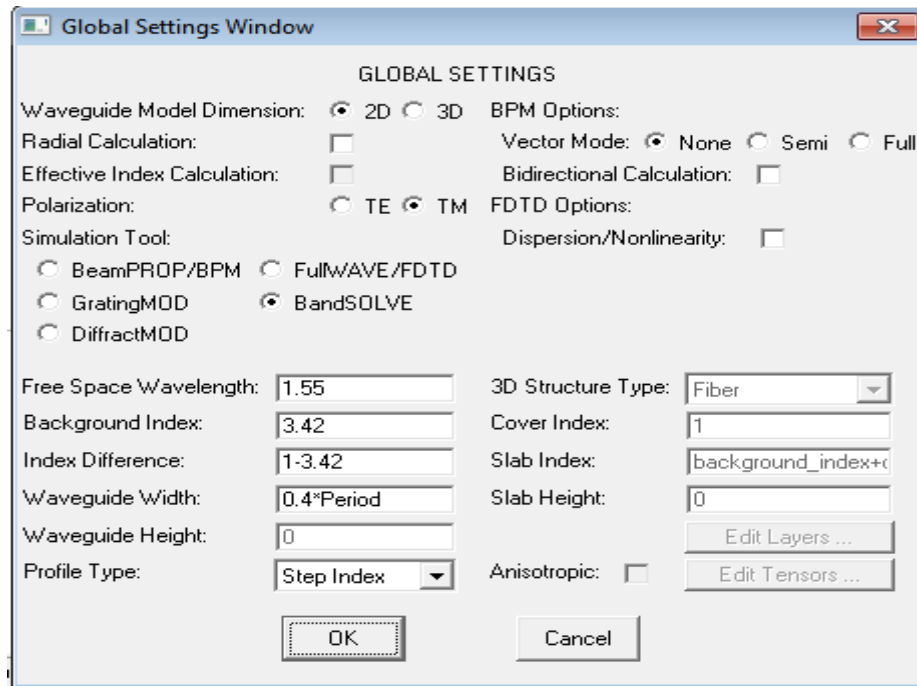 Global Settings Window
GLOBAL SETTINGS
Waveguide Model Dimension: 2D 3D BPM Options:
Radial Calculation: Vector Mode: None Semi Full
Effective Index Calculation: Bidirectional Calculation:
Polarization: TE TM FDTD Options:
Simulation Tool: Dispersion/Nonlinearity:
BeamPROP/BPM FullWAVE/FDTD
GratingMOD BandSOLVE
DiffractMOD
Free Space Wavelength: 1.55 3D Structure Type: Fiber
Background Index: 3.42 Cover Index: 1
Index Difference: 1-3.42 Slab Index: background_index+
Waveguide Width: 0.4*Period Slab Height: 0
Waveguide Height: 0 Edit Layers ...
Profile Type: Step Index Anisotropic: Edit Tensors ...
OK Cancel